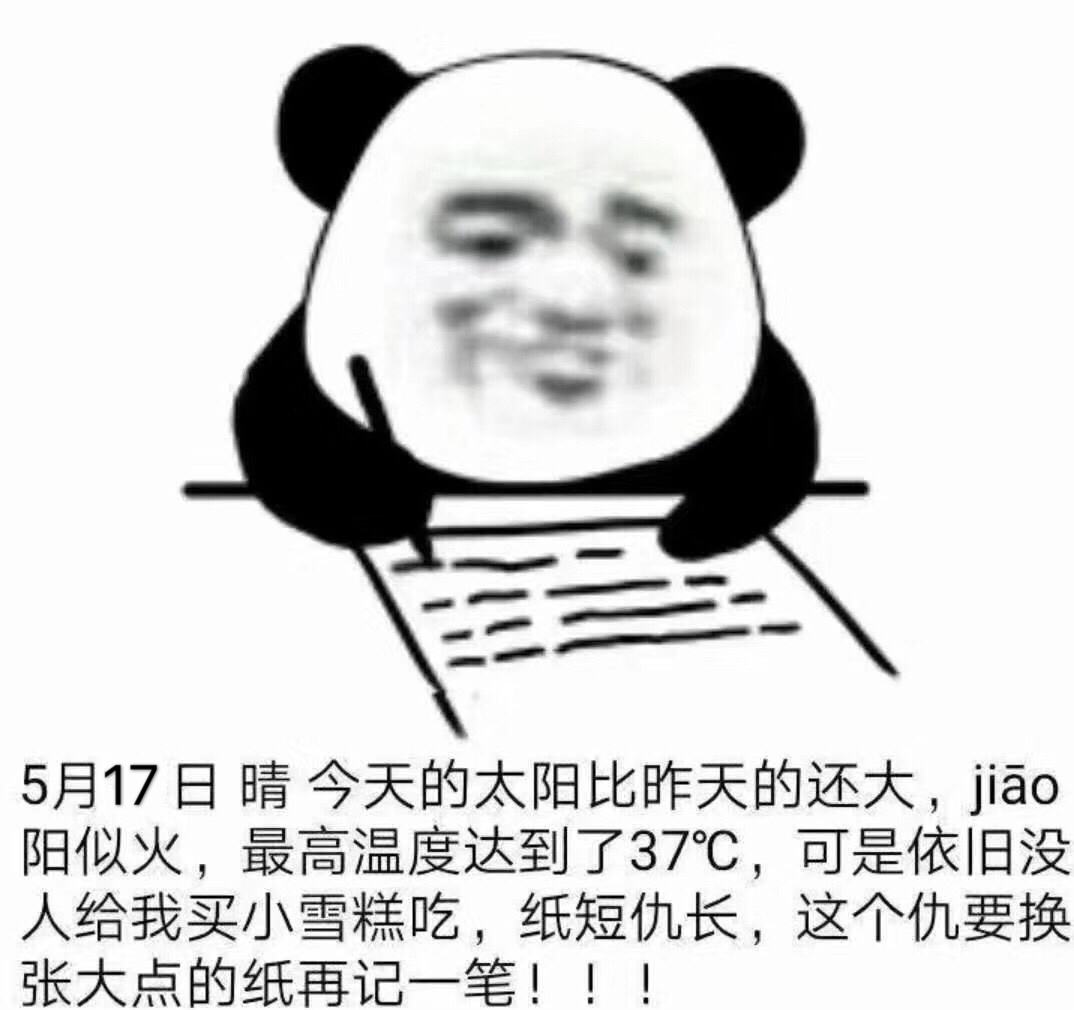 5月17日 晴 今天的太阳比昨天的还大，jiāo
阳似火，最高温度达到了37℃，可是依旧没
人给我买小雪糕吃，纸短仇长，这个仇要换
张大点的纸再记一笔！！！